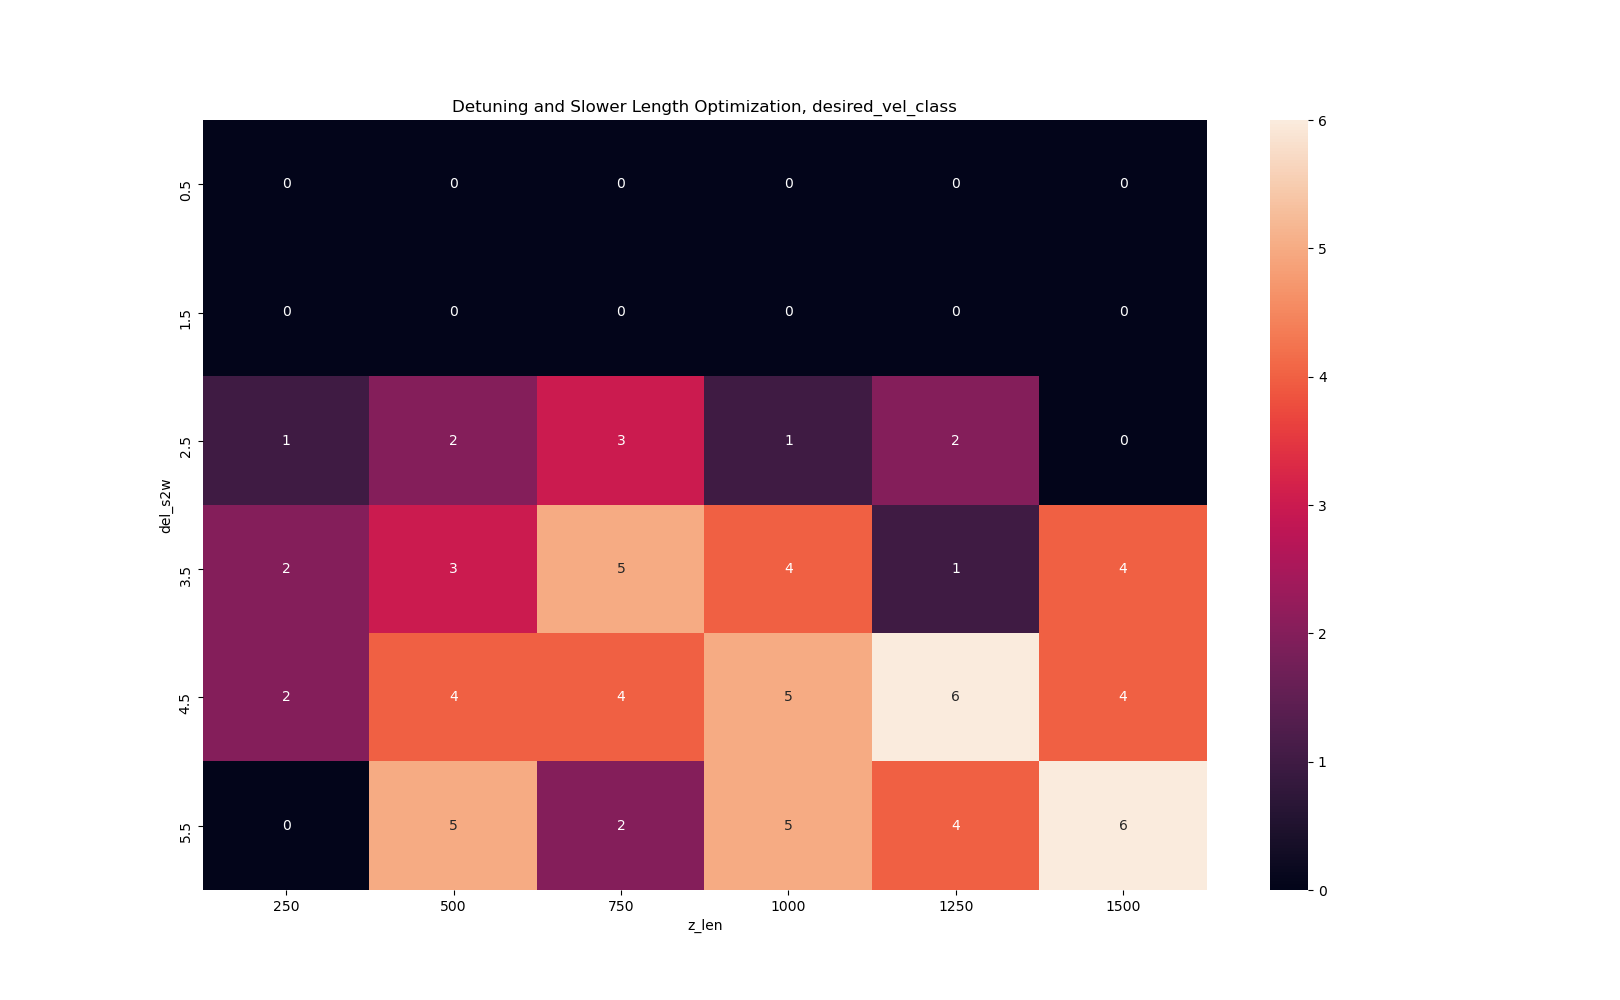 Detuning and Slower Length Optimization, desired_vel_class
0.5 0 0 0 0 0 0
1.5 0 0 0 0 0 0
2.5 1 2 3 1 2 0
3.5 2 3 5 4 1 4
4.5 2 4 4 5 6 4
5.5 0 5 2 5 4 6
250 500 750 1000 1250 1500
z_len
del_s2w
6
5
4
3
2
1
0